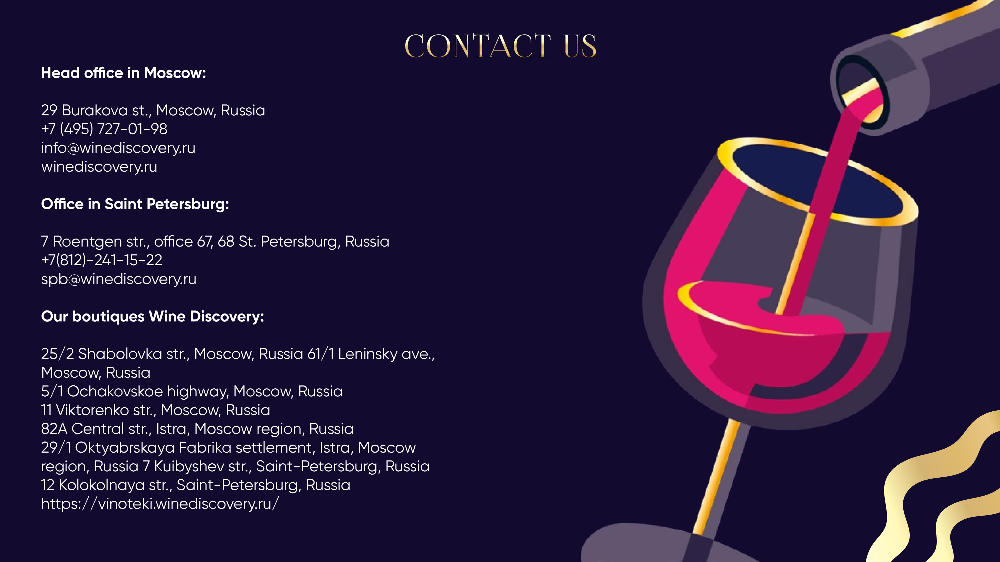 CONTACT US
Head office in Moscow:
29 Burakova st., Moscow, Russia
+7 (495) 727-01-98
info@winediscovery.ru
winediscovery.ru
Office in Saint Petersburg:
7 Roentgen str., office 67, 68 St. Petersburg, Russia
+7(812)-241-15-22
spb@winediscovery.ru
Our boutiques Wine Discovery:
25/2 Shabolovka str., Moscow, Russia 61/1 Leninsky ave.,
Moscow, Russia
5/1 Ochakovskoe highway, Moscow, Russia
11 Viktorenko str., Moscow, Russia
82A Central str., Istra, Moscow region, Russia
29/1 Oktyabrskaya Fabrika settlement, Istra, Moscow
region, Russia 7 Kuibyshev str., Saint-Petersburg, Russia
12 Kolokolnaya str., Saint-Petersburg, Russia
https://vinoteki.winediscovery.ru/